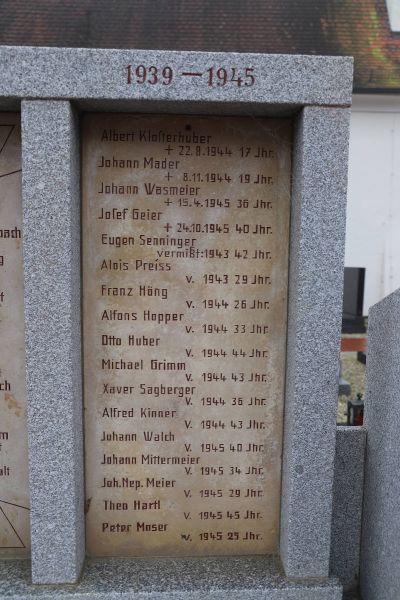 1939 — 1945
Albert Klosterhuber
+ 22.8.1944 17 Jhr.
Johann Mader
+ 8.11.1944 19 Jhr.
Johann Wasmeier
+ 15.4.1945 36 Jhr.
Josef Geier
+ 24.10.1945 40 Jhr.
Eugen Senninger
vermißt: 1943 42 Jhr.
Alois Preiss
v. 1943 29 Jhr.
Franz Höng
v. 1944 26 Jhr.
Alfons Hopper
v. 1944 33 Jhr.
Otto Huber
v. 1944 44 Jhr.
Michael Grimm
v. 1944 43 Jhr.
Xaver Sagberger
v. 1944 36 Jhr.
Alfred Kinner
v. 1944 43 Jhr.
Johann Walch
v. 1945 40 Jhr.
Johann Mittermeier
v. 1945 34 Jhr.
Joh. Nep. Meier
v. 1945 29 Jhr.
Theo Hartl
v. 1945 45 Jhr.
Peter Moser
v. 1945 25 Jhr.